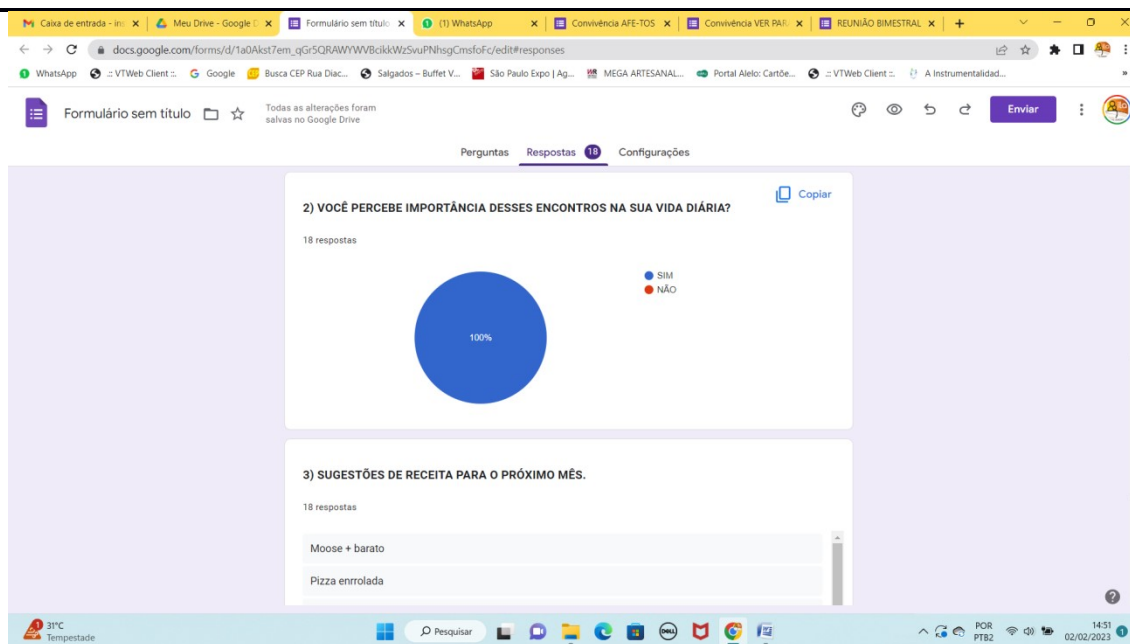 Caixa de entrada - ins
Meu Drive - Google D
Formulário sem título
(1) WhatsApp
Convivência AFE-TOS
Convivência VER PAR
REUNIÃO BIMESTRAL
docs.google.com/forms/d/1a0Akst7em_qGr5QRAWYWVBcikkWzSvuPNhsgCmsfoFc/edit#responses
WhatsApp
.:: VTWeb Client ::.
Google
Busca CEP Rua Diac...
Salgados – Buffet V...
São Paulo Expo | Ag...
MEGA ARTESANAL...
Portal Alelo: Cartõe...
.:: VTWeb Client ::.
A Instrumentalidad...
Formulário sem título
Todas as alterações foram
salvas no Google Drive
Enviar
Perguntas
Respostas 18
Configurações
2) VOCÊ PERCEBE IMPORTÂNCIA DESSES ENCONTROS NA SUA VIDA DIÁRIA?
Copiar
18 respostas
SIM
NÃO
100%
3) SUGESTÕES DE RECEITA PARA O PRÓXIMO MÊS.
18 respostas
Moose + barato
Pizza enrrolada
31°C
Tempestade
Pesquisar
POR
PTB2
14:51
02/02/2023